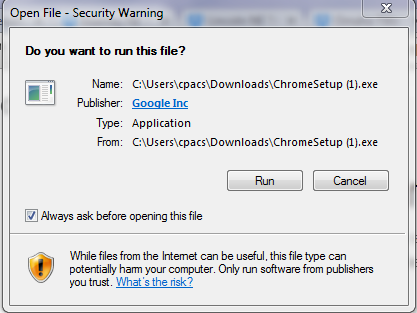 Open File - Security Warning
Do you want to run this file?
Name: C:\Users\cpacs\Downloads\ChromeSetup (1).exe
Publisher: Google Inc
Type: Application
From: C:\Users\cpacs\Downloads\ChromeSetup (1).exe
Run Cancel
Always ask before opening this file
While files from the Internet can be useful, this file type can
potentially harm your computer. Only run software from publishers
you trust. What's the risk?